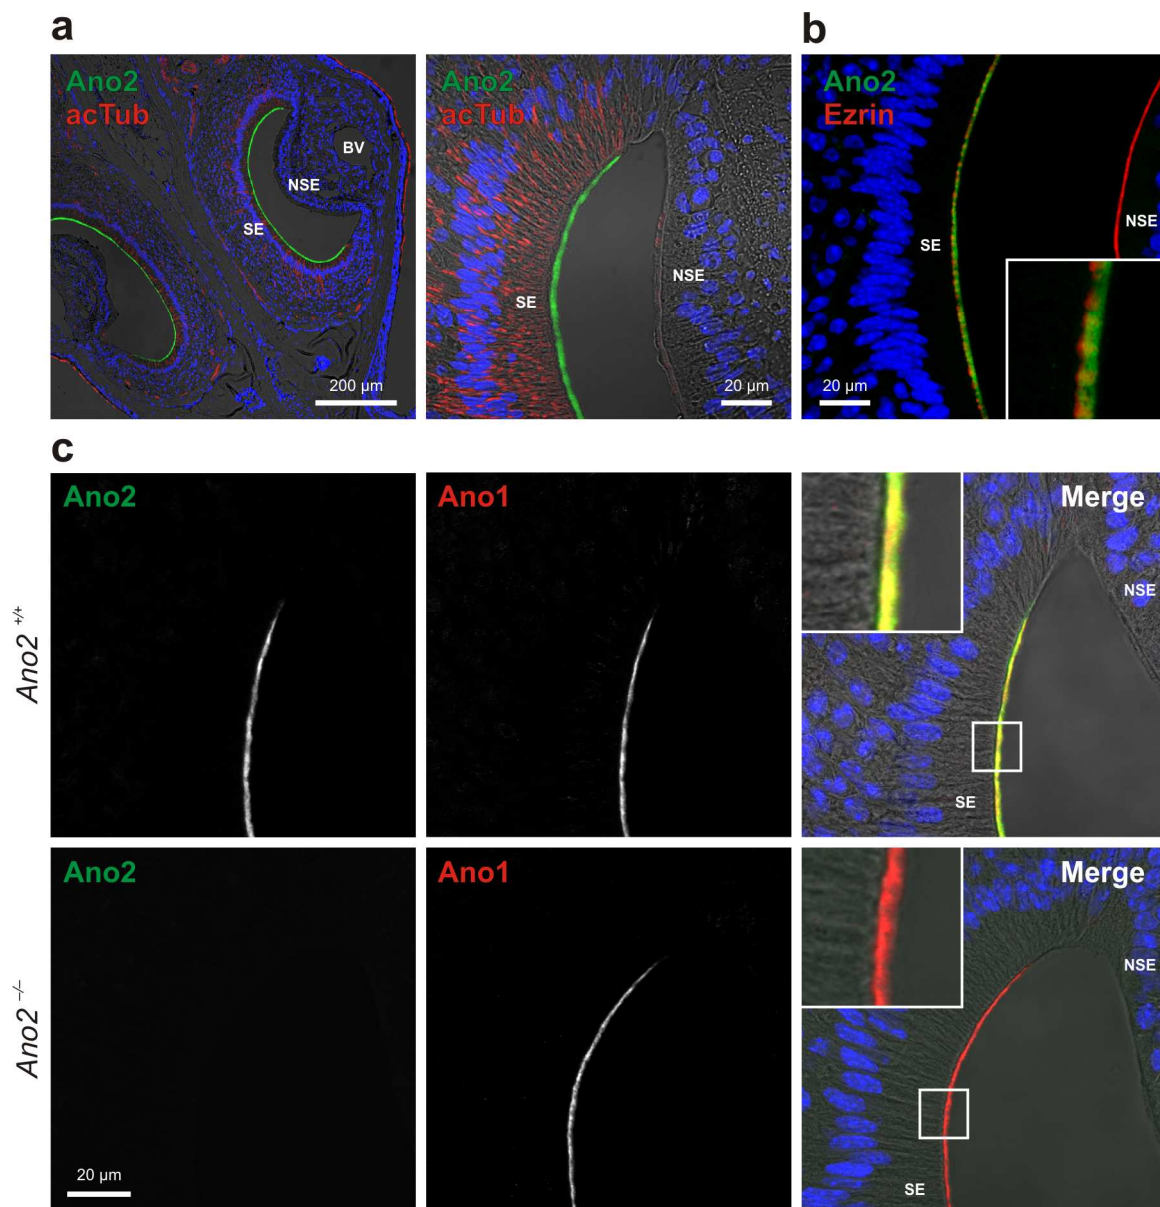 a
Ano2
acTub
BV
NSE
SE
200 µm
Ano2
acTub
SE
NSE
20 µm
b
Ano2
Ezrin
SE
NSE
20 µm
c
Ano2 +/+
Ano2
Ano1
Merge
NSE
SE
Ano2 –/–
Ano2
20 µm
Ano1
Merge
NSE
SE